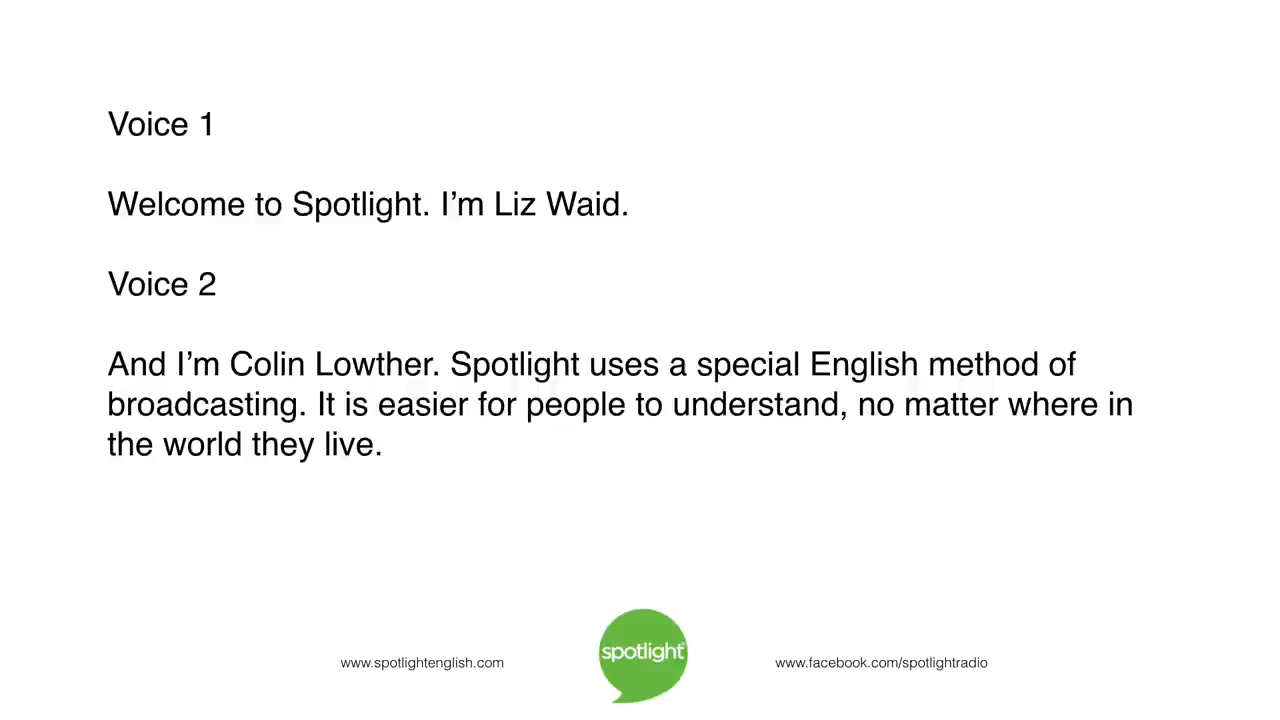 Voice 1
Welcome to Spotlight. I’m Liz Waid.
Voice 2
And I’m Colin Lowther. Spotlight uses a special English method of
broadcasting. It is easier for people to understand, no matter where in
the world they live.
www.spotlightenglish.com
spotlight
www.facebook.com/spotlightradio